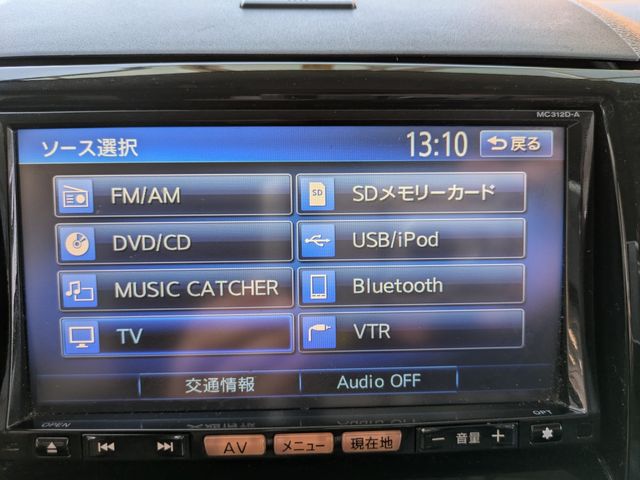 MC312D-A
ソース選択 13:10 戻る
FM/AM SD SDメモリーカード
DVD/CD USB/iPod
MUSIC CATCHER Bluetooth
TV VTR
交通情報 Audio OFF
OPEN OPT
AV メニュー 現在地 － 音量 ＋